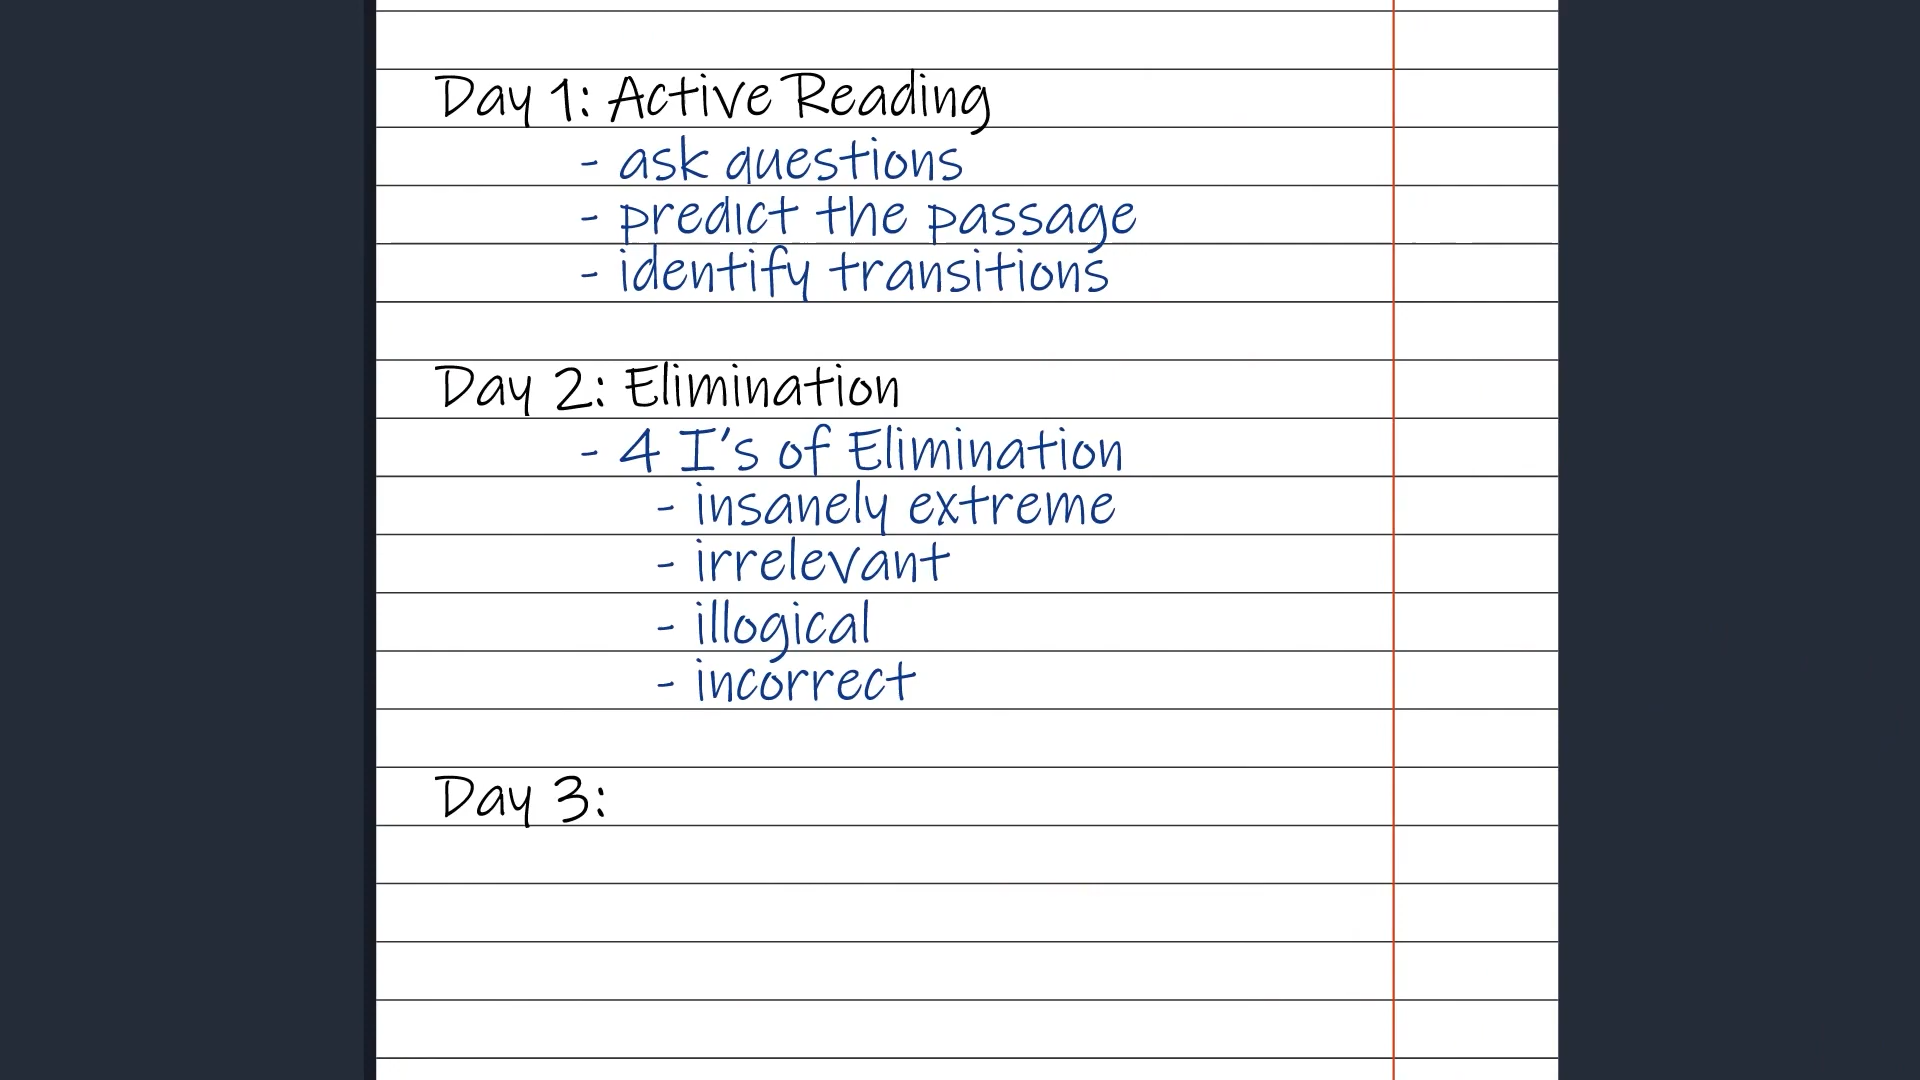 Day 1: Active Reading
- ask questions
- predict the passage
- identify transitions
Day 2: Elimination
- 4 I's of Elimination
- insanely extreme
- irrelevant
- illogical
- incorrect
Day 3: